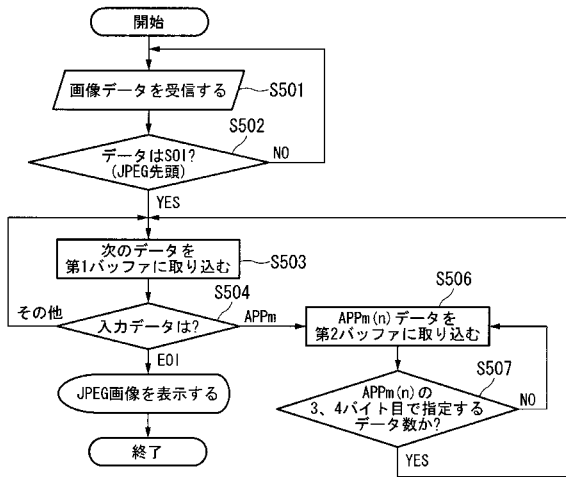 開始
画像データを受信する
S501
S502
データはSOI?
(JPEG先頭)
NO
YES
次のデータを
第1バッファに取り込む
S503
S504
その他
入力データは?
APPm
EOI
JPEG画像を表示する
終了
S506
APPm(n)データを
第2バッファに取り込む
S507
APPm(n)の
3、4バイト目で指定する
データ数か?
NO
YES